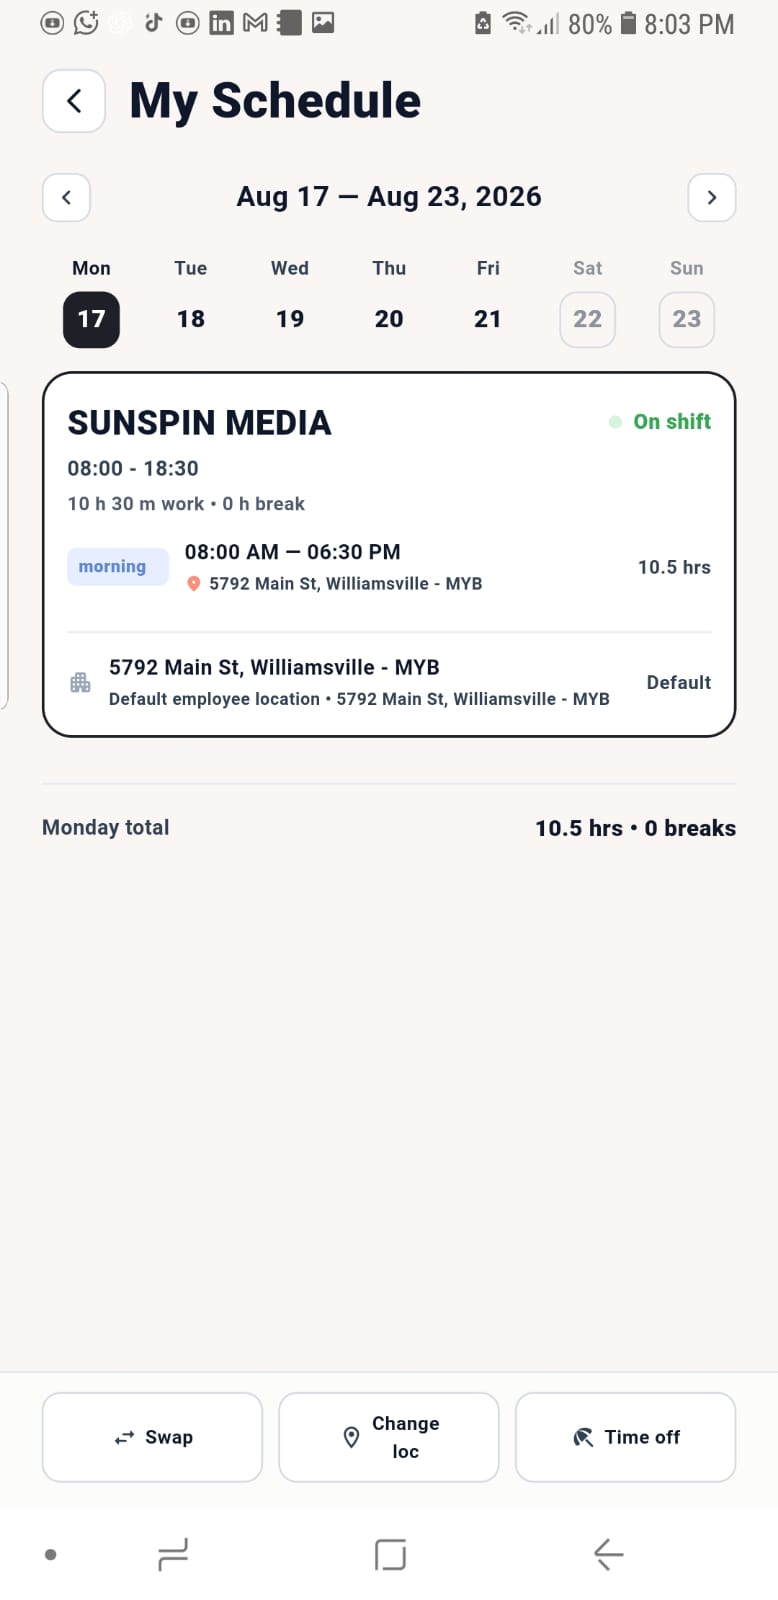 80% 8:03 PM
My Schedule
Aug 17 — Aug 23, 2026
Mon Tue Wed Thu Fri Sat Sun
17 18 19 20 21 22 23
SUNSPIN MEDIA
On shift
08:00 - 18:30
10 h 30 m work • 0 h break
morning
08:00 AM — 06:30 PM
5792 Main St, Williamsville - MYB
10.5 hrs
5792 Main St, Williamsville - MYB
Default employee location • 5792 Main St, Williamsville - MYB
Default
Monday total
10.5 hrs • 0 breaks
Swap
Change
loc
Time off